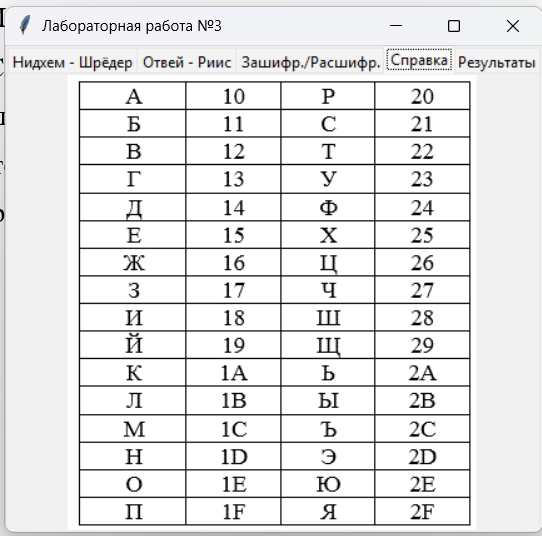 Лабораторная работа №3
Нидхем - Шрёдер Отвей - Риис Зашифр./Расшифр. Справка Результаты
А 10 Р 20
Б 11 С 21
В 12 Т 22
Г 13 У 23
Д 14 Ф 24
Е 15 Х 25
Ж 16 Ц 26
З 17 Ч 27
И 18 Ш 28
Й 19 Щ 29
К 1A Ь 2A
Л 1B Ы 2B
М 1C Ъ 2C
Н 1D Э 2D
О 1E Ю 2E
П 1F Я 2F